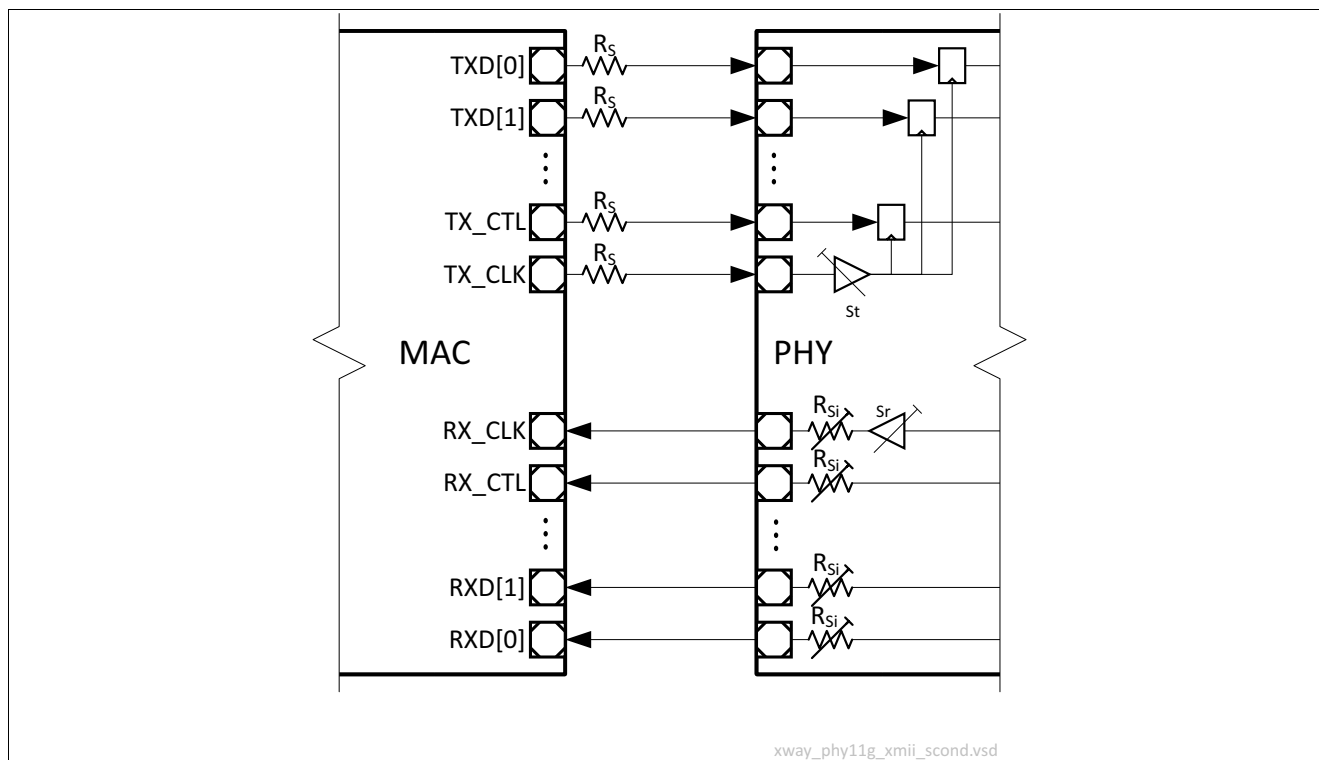 TXD[0]
R_S
TXD[1]
R_S
TX_CTL
R_S
TX_CLK
R_S
St
MAC
PHY
RX_CLK
R_Si
Sr
RX_CTL
R_Si
RXD[1]
R_Si
RXD[0]
R_Si
xway_phy11g_xmii_scond.vsd